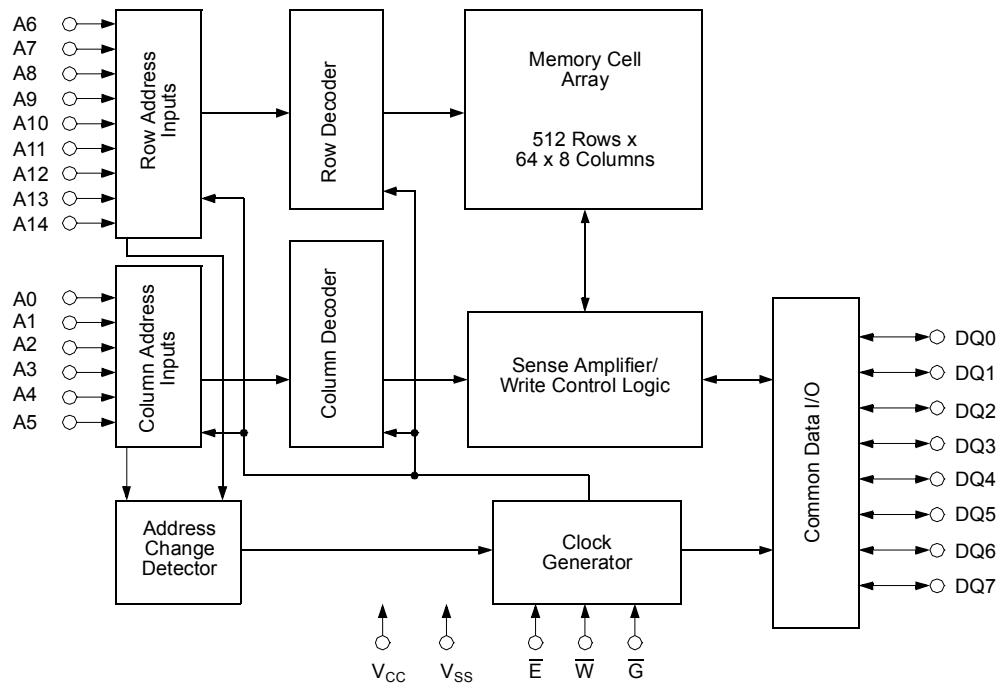 A6
A7
A8
A9
A10
A11
A12
A13
A14
Row Address
Inputs
Row Decoder
Memory Cell
Array
512 Rows x
64 x 8 Columns
A0
A1
A2
A3
A4
A5
Column Address
Inputs
Column Decoder
Sense Amplifier/
Write Control Logic
Common Data I/O
DQ0
DQ1
DQ2
DQ3
DQ4
DQ5
DQ6
DQ7
Address
Change
Detector
Clock
Generator
V_CC
V_SS
E̅
W̅
G̅